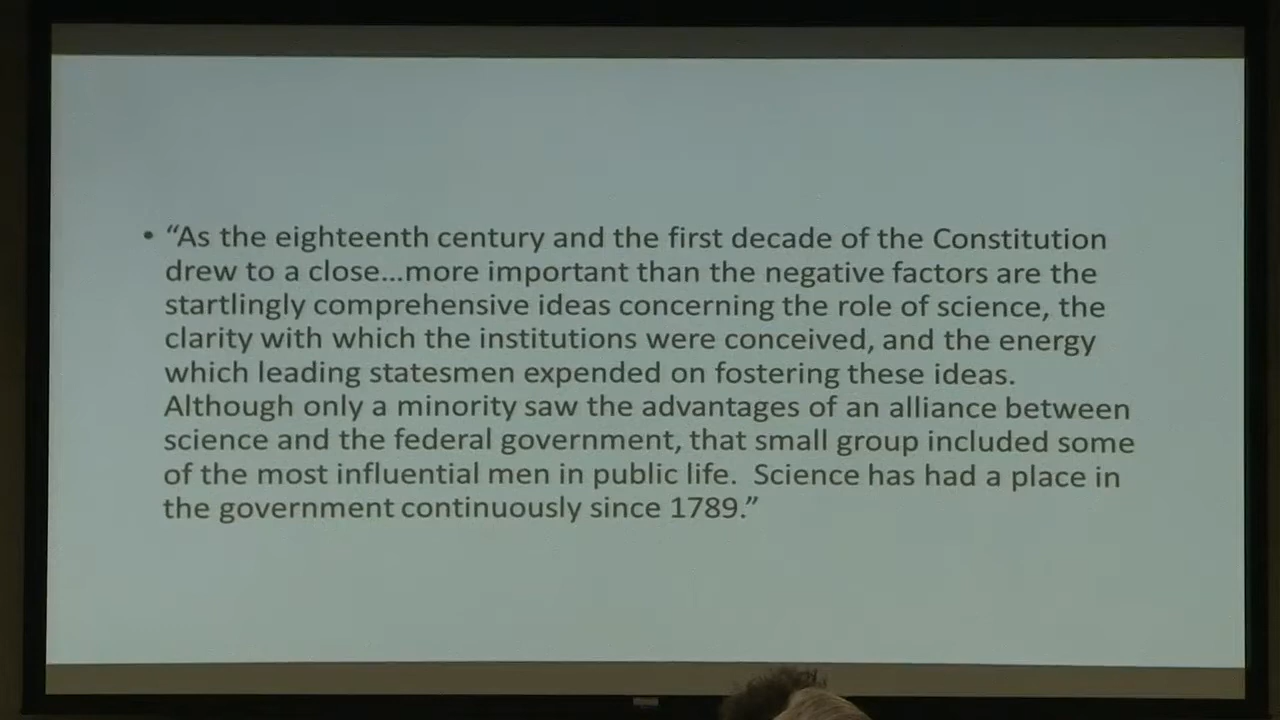 • “As the eighteenth century and the first decade of the Constitution
drew to a close...more important than the negative factors are the
startlingly comprehensive ideas concerning the role of science, the
clarity with which the institutions were conceived, and the energy
which leading statesmen expended on fostering these ideas.
Although only a minority saw the advantages of an alliance between
science and the federal government, that small group included some
of the most influential men in public life.  Science has had a place in
the government continuously since 1789.”